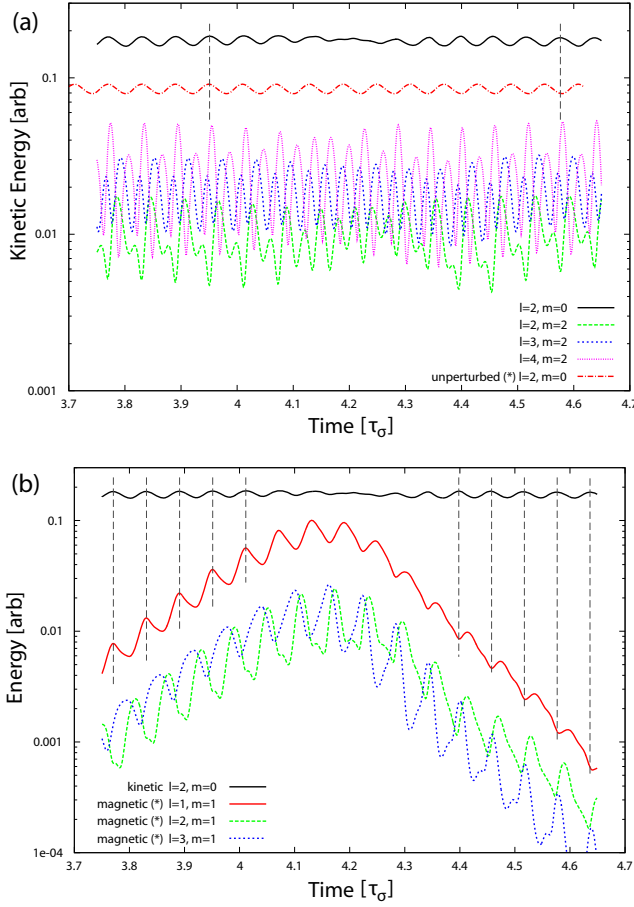 (a)
Kinetic Energy [arb]
0.1
0.01
0.001
l=2, m=0
l=2, m=2
l=3, m=2
l=4, m=2
unperturbed (*) l=2, m=0
3.7 3.8 3.9 4 4.1 4.2 4.3 4.4 4.5 4.6 4.7
Time [τσ]
(b)
Energy [arb]
0.1
0.01
0.001
1e-04
kinetic l=2, m=0
magnetic (*) l=1, m=1
magnetic (*) l=2, m=1
magnetic (*) l=3, m=1
3.7 3.8 3.9 4 4.1 4.2 4.3 4.4 4.5 4.6 4.7
Time [τσ]